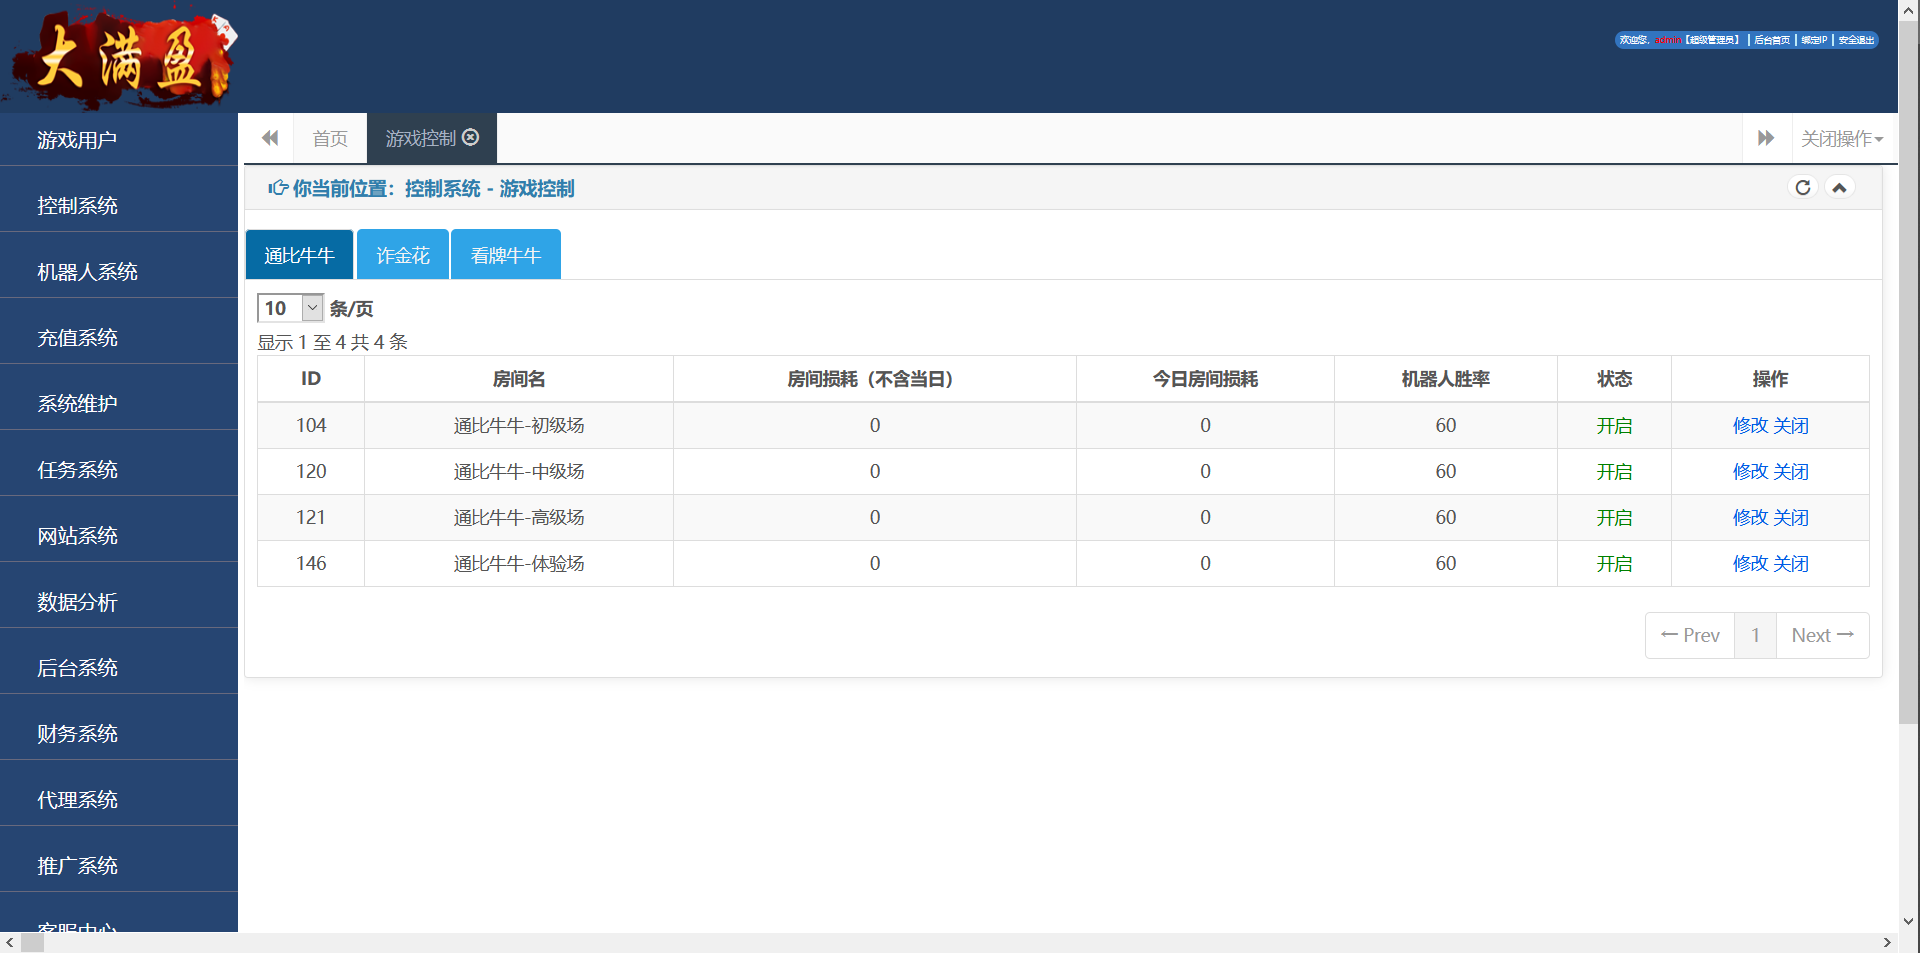 大满盈
欢迎您, admin【超级管理员】 | 后台首页 | 绑定IP | 安全退出
游戏用户
控制系统
机器人系统
充值系统
系统维护
任务系统
网站系统
数据分析
后台系统
财务系统
代理系统
推广系统
客服中心
首页 游戏控制 关闭操作
你当前位置：控制系统 - 游戏控制
通比牛牛 诈金花 看牌牛牛
10 条/页
显示 1 至 4 共 4 条
ID 房间名 房间损耗（不含当日） 今日房间损耗 机器人胜率 状态 操作
104 通比牛牛-初级场 0 0 60 开启 修改 关闭
120 通比牛牛-中级场 0 0 60 开启 修改 关闭
121 通比牛牛-高级场 0 0 60 开启 修改 关闭
146 通比牛牛-体验场 0 0 60 开启 修改 关闭
← Prev 1 Next →